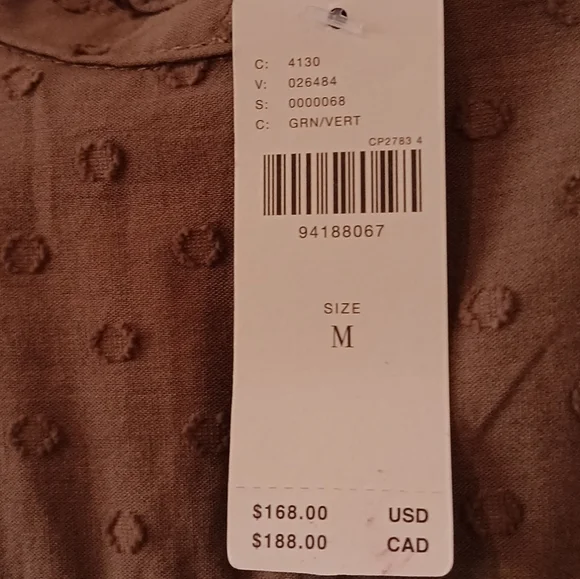 C: 4130
V: 026484
S: 0000068
C: GRN/VERT
CP2783 4
94188067
SIZE
M
$168.00 USD
$188.00 CAD